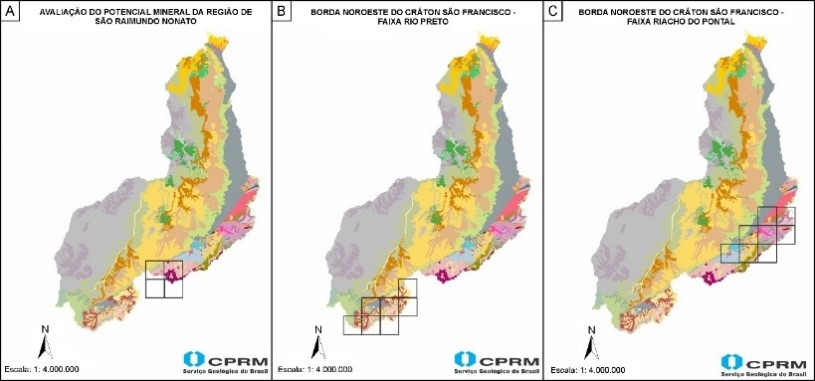 A
AVALIAÇÃO DO POTENCIAL MINERAL DA REGIÃO DE
SÃO RAIMUNDO NONATO
N
Escala: 1: 4.000.000
CPRM
Serviço Geológico do Brasil
B
BORDA NOROESTE DO CRÁTON SÃO FRANCISCO -
FAIXA RIO PRETO
N
Escala: 1: 4.000.000
CPRM
Serviço Geológico do Brasil
C
BORDA NOROESTE DO CRÁTON SÃO FRANCISCO -
FAIXA RIACHO DO PONTAL
N
Escala: 1: 4.000.000
CPRM
Serviço Geológico do Brasil